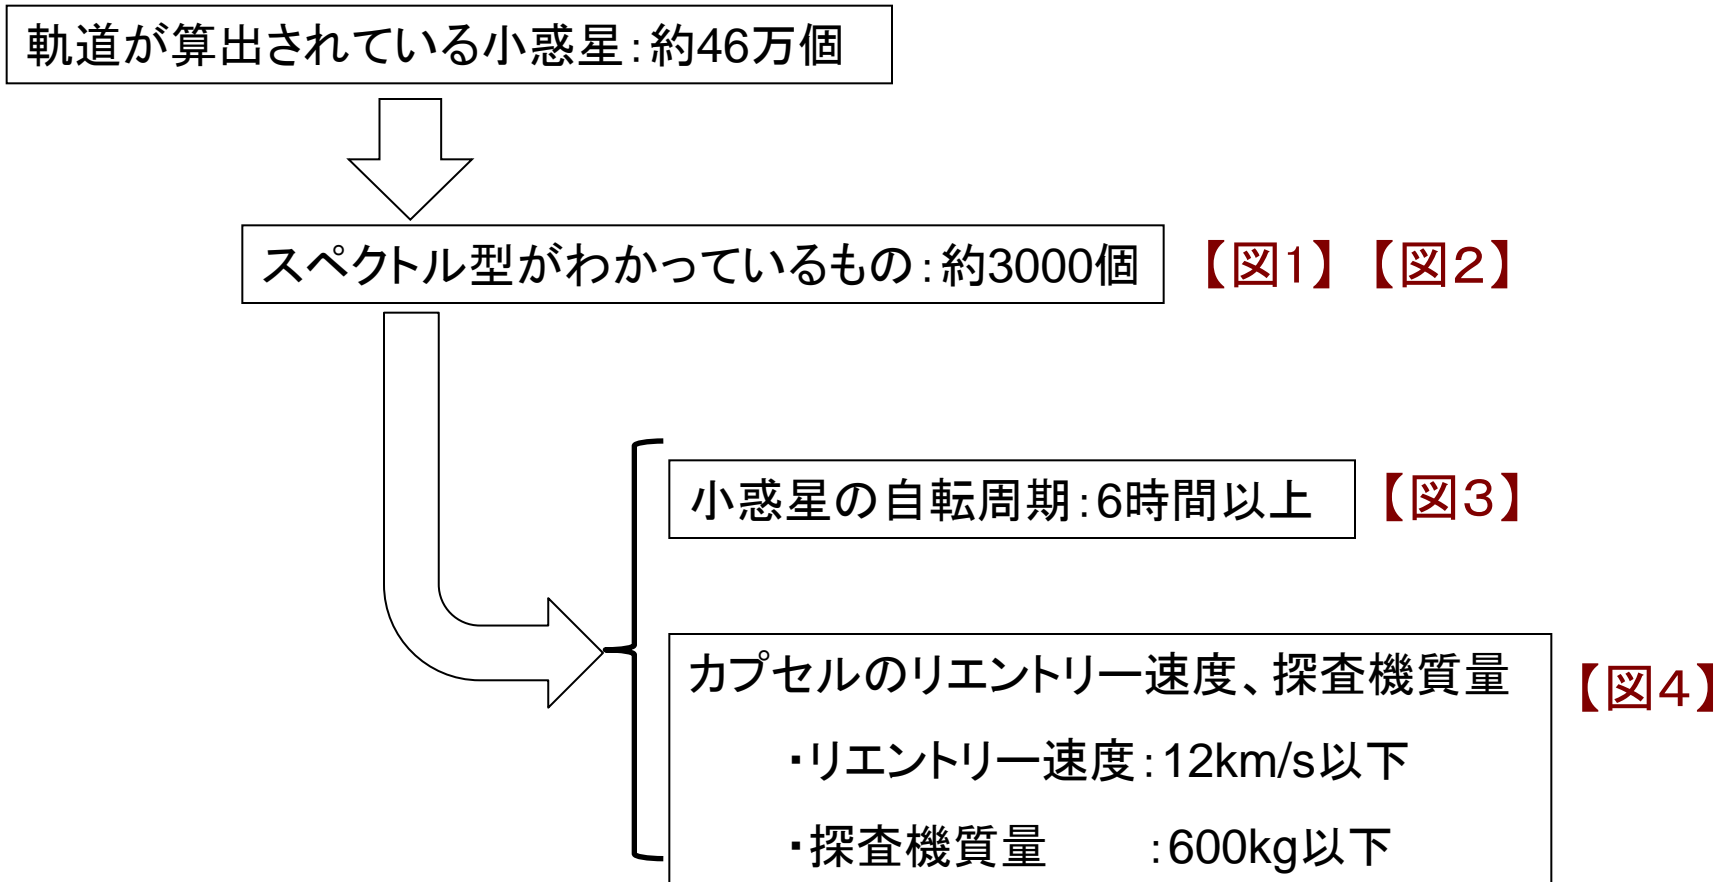 軌道が算出されている小惑星：約46万個
スペクトル型がわかっているもの：約3000個 【図1】【図2】
小惑星の自転周期：6時間以上 【図3】
カプセルのリエントリー速度、探査機質量 【図4】
・リエントリー速度：12km/s以下
・探査機質量　　：600kg以下